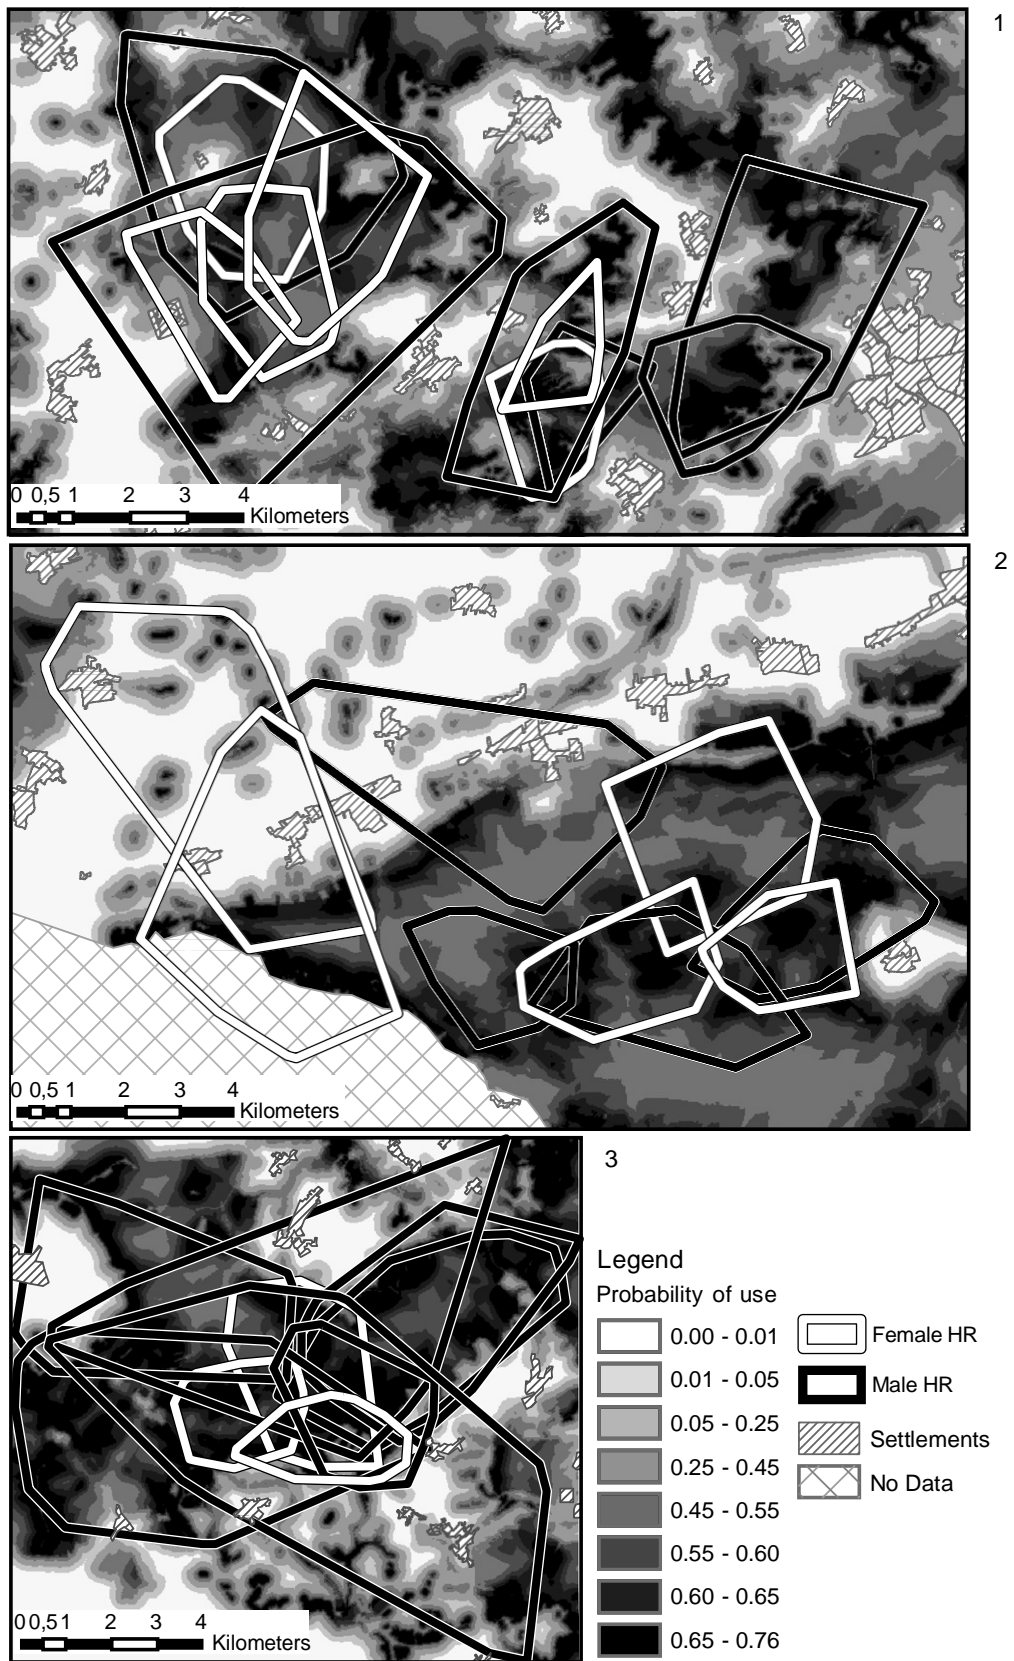 1
0 0,5 1 2 3 4
Kilometers
2
0 0,5 1 2 3 4
Kilometers
3
Legend
Probability of use
0.00 - 0.01
0.01 - 0.05
0.05 - 0.25
0.25 - 0.45
0.45 - 0.55
0.55 - 0.60
0.60 - 0.65
0.65 - 0.76
Female HR
Male HR
Settlements
No Data
0 0,5 1 2 3 4
Kilometers